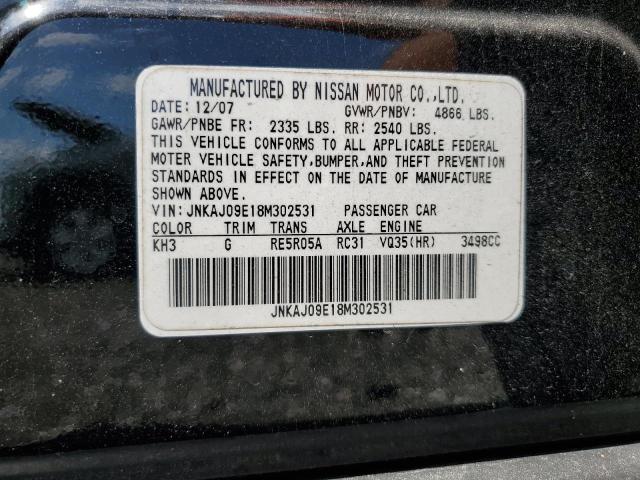 MANUFACTURED BY NISSAN MOTOR CO.,LTD.
DATE: 12/07 GVWR/PNBV: 4866 LBS.
GAWR/PNBE FR: 2335 LBS. RR: 2540 LBS.
THIS VEHICLE CONFORMS TO ALL APPLICABLE FEDERAL
MOTER VEHICLE SAFETY,BUMPER,AND THEFT PREVENTION
STANDARDS IN EFFECT ON THE DATE OF MANUFACTURE
SHOWN ABOVE.
VIN: JNKAJ09E18M302531 PASSENGER CAR
COLOR TRIM TRANS AXLE ENGINE
KH3 G RE5R05A RC31 VQ35(HR) 3498CC
JNKAJ09E18M302531